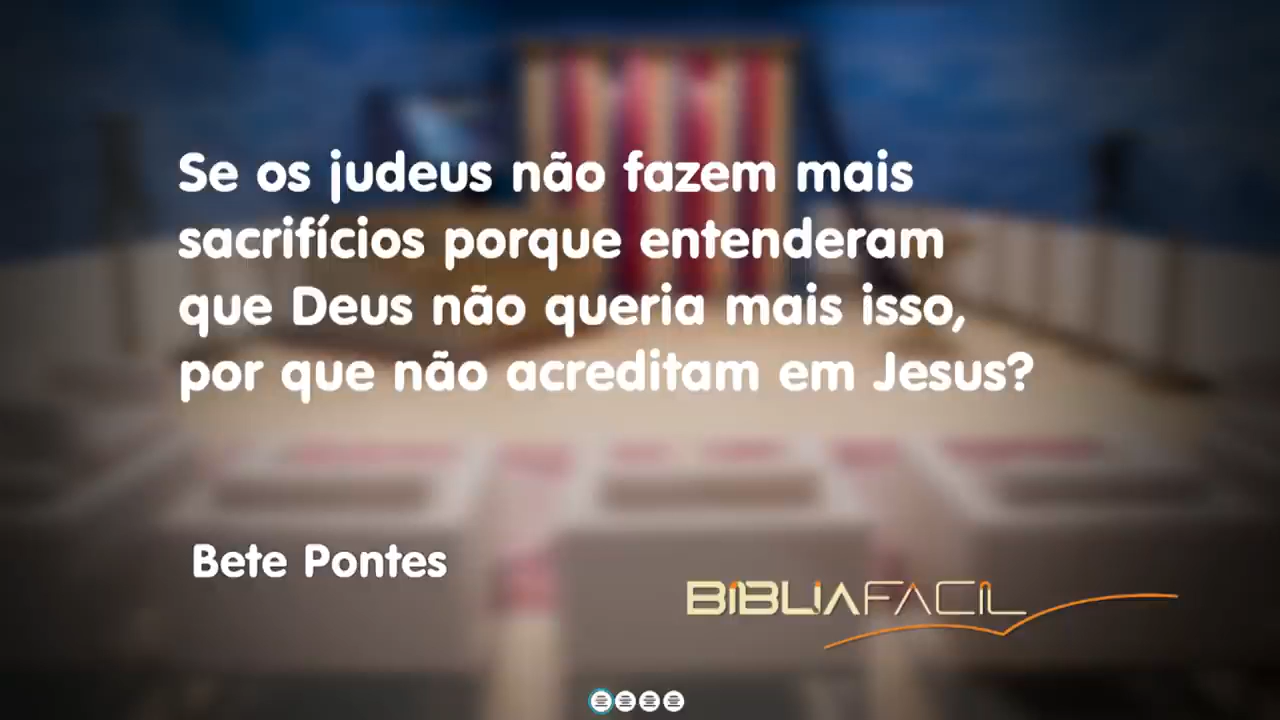 Se os judeus não fazem mais
sacrifícios porque entenderam
que Deus não queria mais isso,
por que não acreditam em Jesus?
Bete Pontes
BÍBLIAFÁCIL